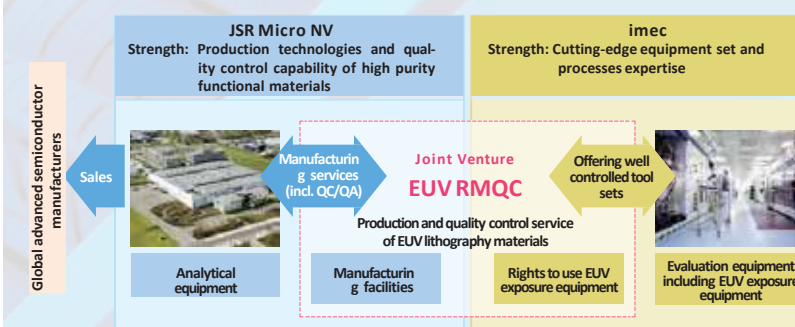 JSR Micro NV
Strength: Production technologies and qual-
ity control capability of high purity
functional materials
imec
Strength: Cutting-edge equipment set and
processes expertise
Global advanced semiconductor
manufacturers
Sales
Manufacturin
g services
(incl. QC/QA)
Joint Venture
EUV RMQC
Offering well
controlled tool
sets
Production and quality control service
of EUV lithography materials
Analytical
equipment
Manufacturin
g facilities
Rights to use EUV
exposure equipment
Evaluation equipment
including EUV exposure
equipment